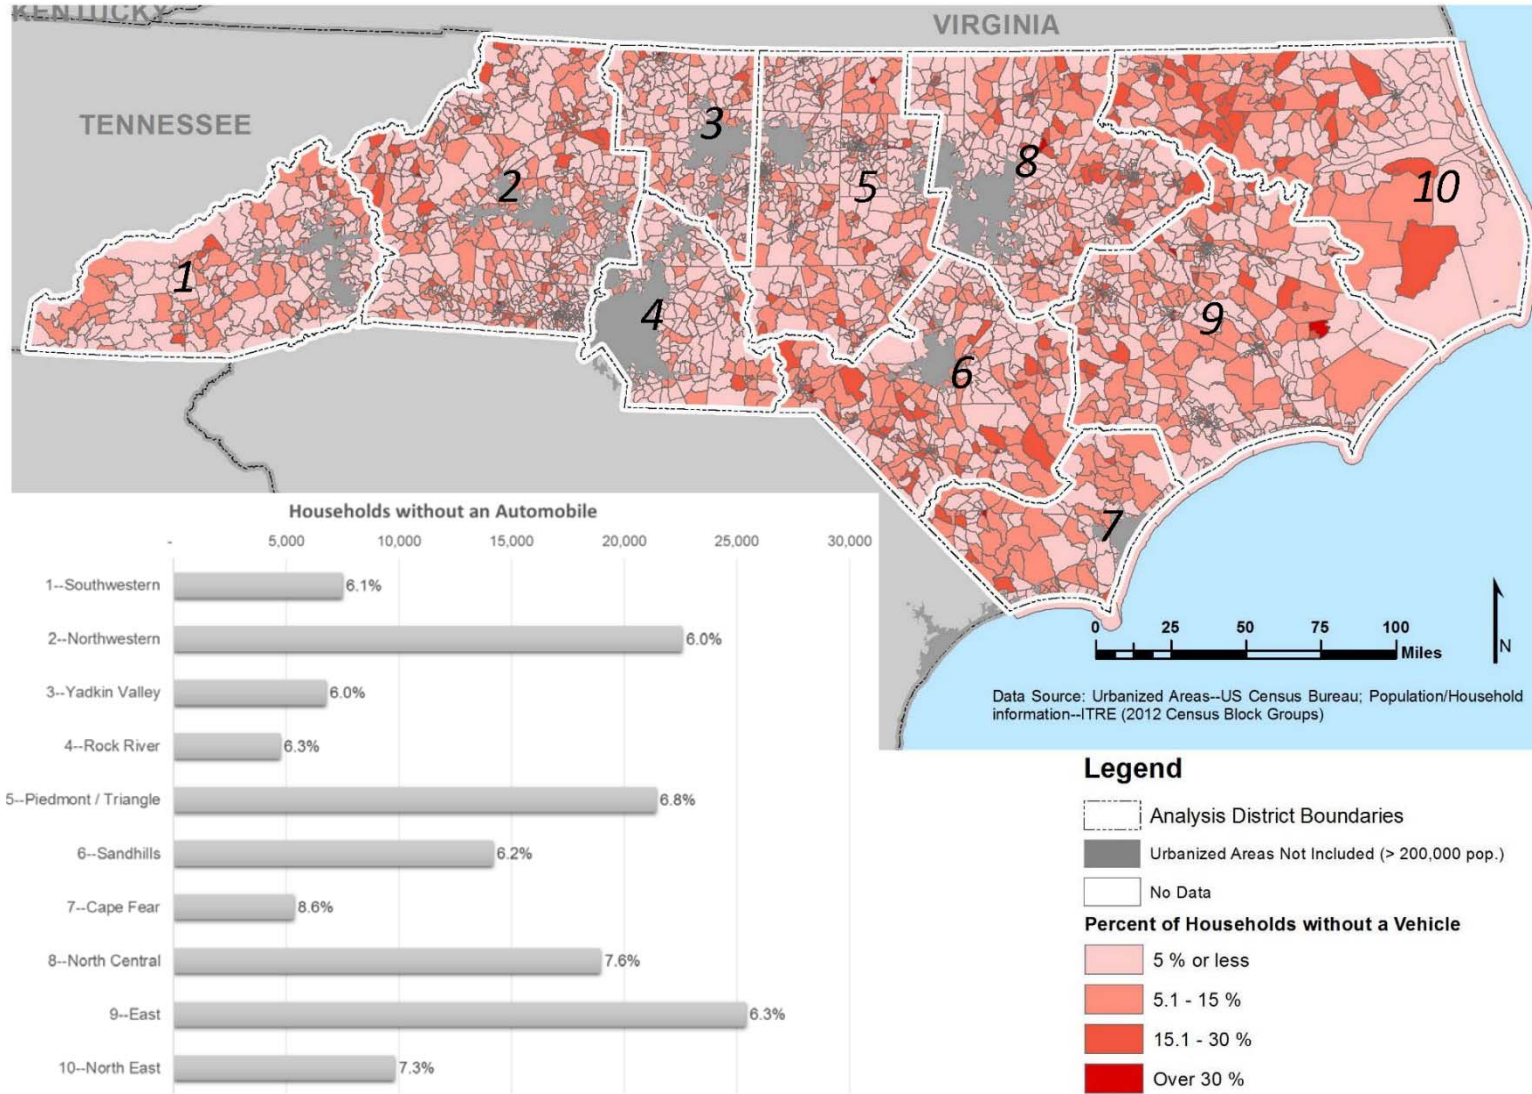 KENTUCKY
VIRGINIA
TENNESSEE
1
2
3
4
5
6
7
8
9
10
Households without an Automobile
- 5,000 10,000 15,000 20,000 25,000 30,000
1--Southwestern 6.1%
2--Northwestern 6.0%
3--Yadkin Valley 6.0%
4--Rock River 6.3%
5--Piedmont / Triangle 6.8%
6--Sandhills 6.2%
7--Cape Fear 8.6%
8--North Central 7.6%
9--East 6.3%
10--North East 7.3%
0 25 50 75 100
Miles
N
Data Source: Urbanized Areas--US Census Bureau; Population/Household
information--ITRE (2012 Census Block Groups)
Legend
Analysis District Boundaries
Urbanized Areas Not Included (> 200,000 pop.)
No Data
Percent of Households without a Vehicle
5 % or less
5.1 - 15 %
15.1 - 30 %
Over 30 %